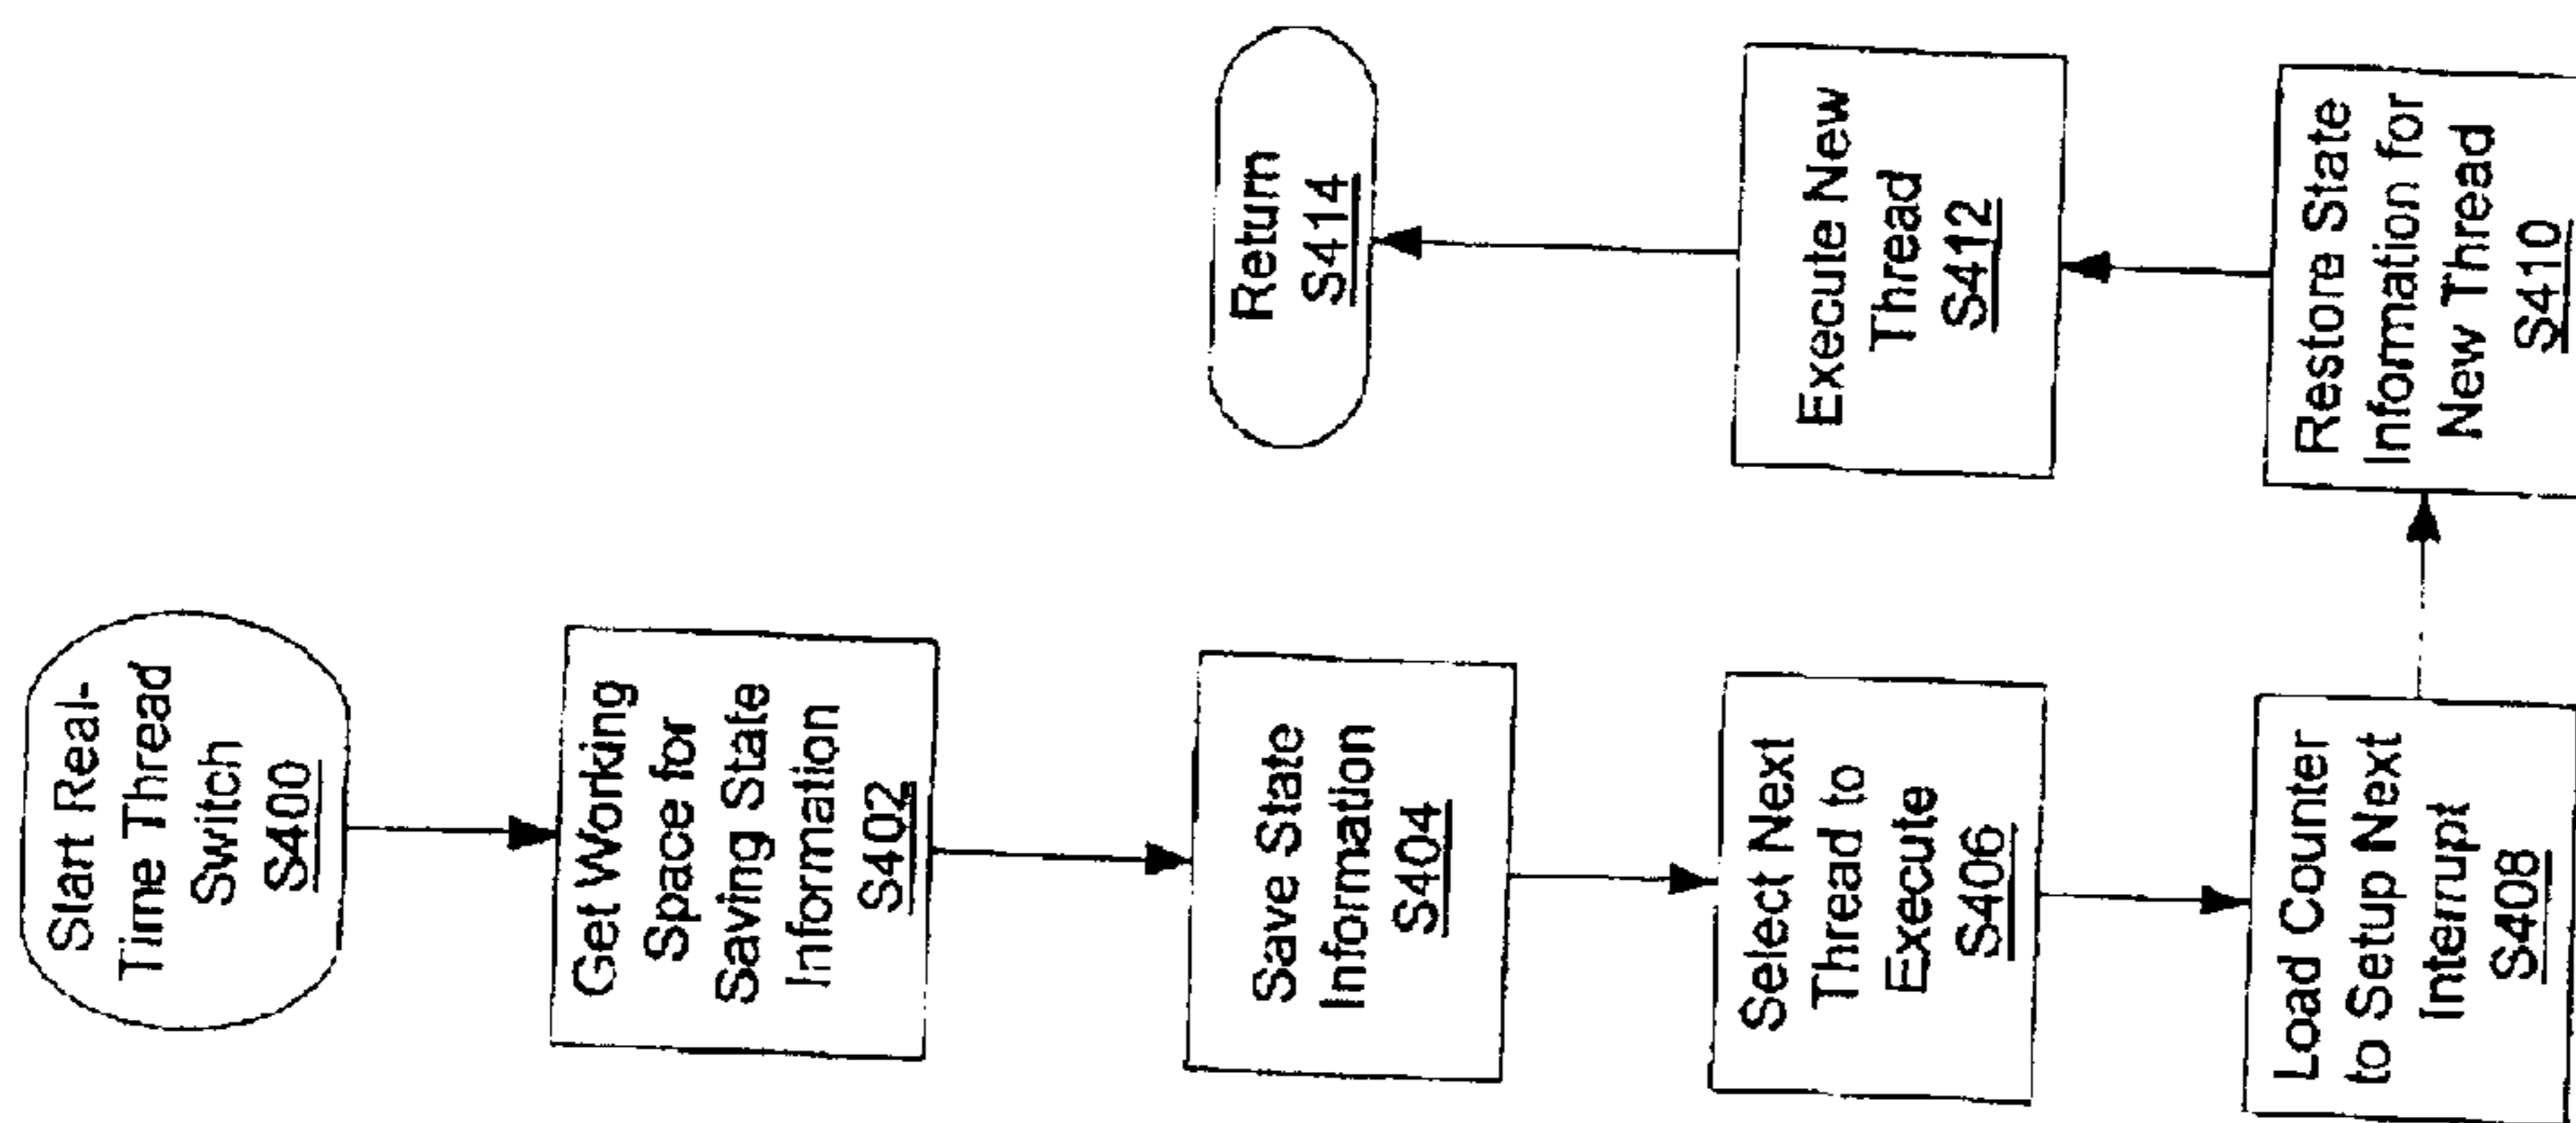 Start Real-
Time Thread
Switch
S400
Get Working
Space for
Saving State
Information
S402
Save State
Information
S404
Select Next
Thread to
Execute
S406
Load Counter
to Setup Next
Interrupt
S408
Restore State
Information for
New Thread
S410
Execute New
Thread
S412
Return
S414